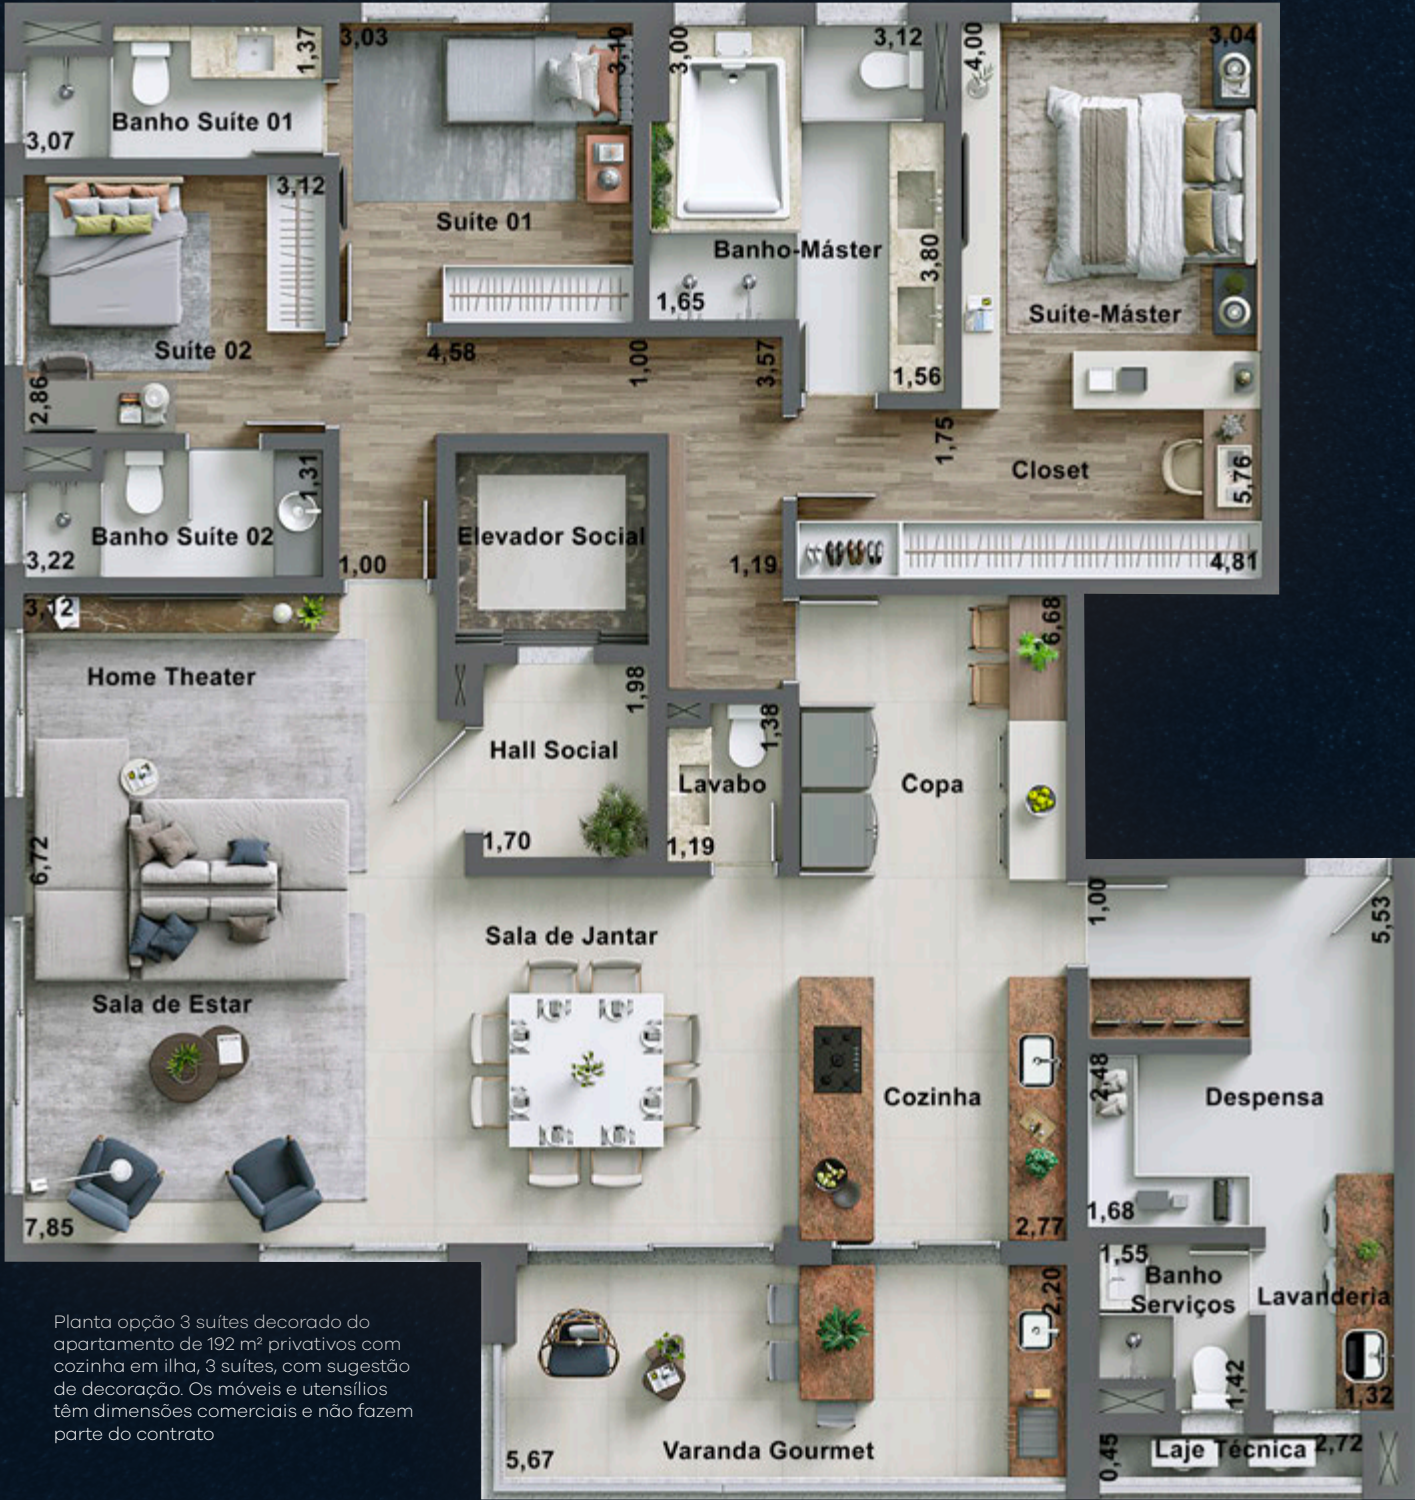 3,03
3,10
3,00
3,12
4,00
3,04
1,37
Banho Suíte 01
3,07
3,12
Suíte 01
Banho-Máster
3,80
1,65
Suíte-Máster
Suíte 02
4,58
1,00
3,57
1,56
2,86
1,75
Closet
1,31
5,76
Banho Suíte 02
Elevador Social
3,22
1,00
1,19
4,81
3,12
6,68
Home Theater
1,98
Hall Social
1,38
Lavabo
Copa
1,70
1,19
6,72
1,00
5,53
Sala de Jantar
Sala de Estar
2,48
Cozinha
Despensa
1,68
7,85
2,77
1,55
Banho
Serviços
Lavanderia
2,20
1,42
1,32
Varanda Gourmet
5,67
0,45
Laje Técnica
2,72
Planta opção 3 suítes decorado do
apartamento de 192 m² privativos com
cozinha em ilha, 3 suítes, com sugestão
de decoração. Os móveis e utensílios
têm dimensões comerciais e não fazem
parte do contrato